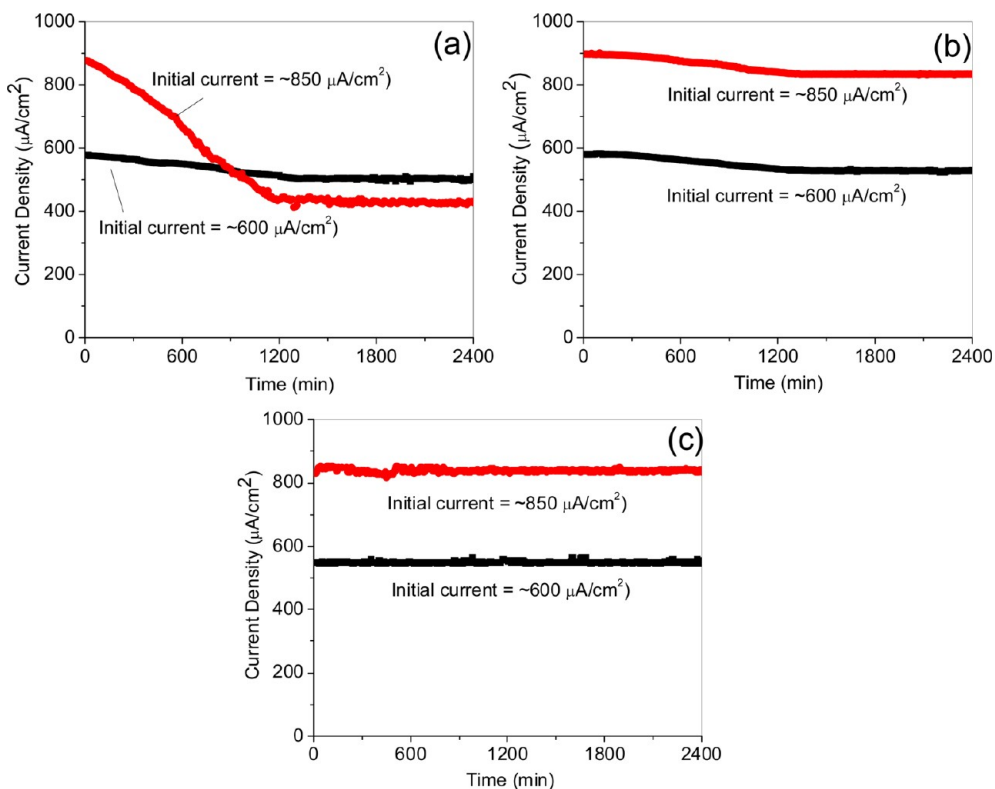 (a)
1000
800
600
400
200
0
Current Density (μA/cm²)
Initial current = ~850 μA/cm²)
Initial current = ~600 μA/cm²)
0 600 1200 1800 2400
Time (min)
(b)
1000
800
600
400
200
0
Current Density (μA/cm²)
Initial current = ~850 μA/cm²)
Initial current = ~600 μA/cm²)
0 600 1200 1800 2400
Time (min)
(c)
1000
800
600
400
200
0
Current Density (μA/cm²)
Initial current = ~850 μA/cm²)
Initial current = ~600 μA/cm²)
0 600 1200 1800 2400
Time (min)